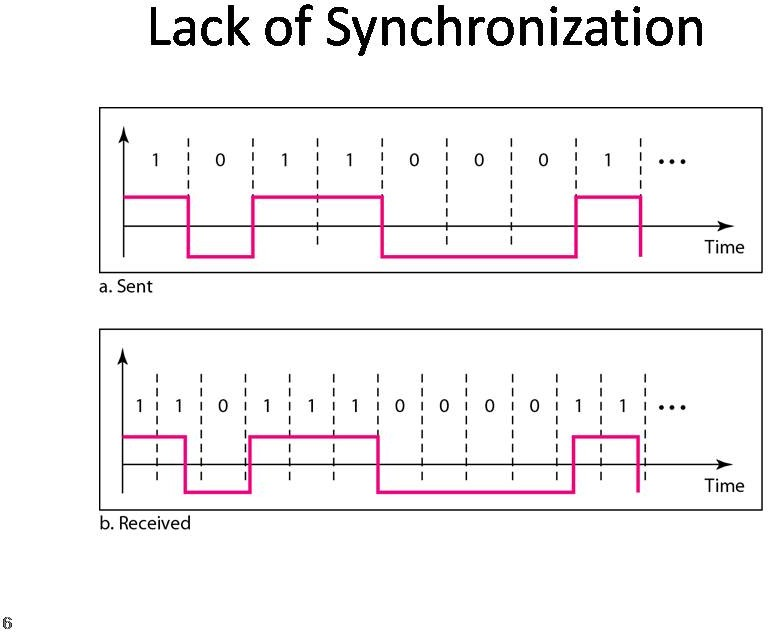 Lack of Synchronization
1 0 1 1 0 0 0 1 ...
Time
a. Sent
1 1 0 1 1 1 0 0 0 0 1 1 ...
Time
b. Received
6